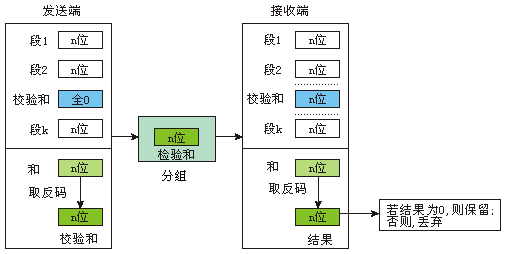 发送端
段1 n位
段2 n位
校验和 全0
段k n位
和 n位
取反码
n位
校验和
n位
检验和
分组
接收端
段1 n位
段2 n位
校验和 n位
段k n位
和 n位
取反码
n位
结果
若结果为0,则保留;
否则,丢弃